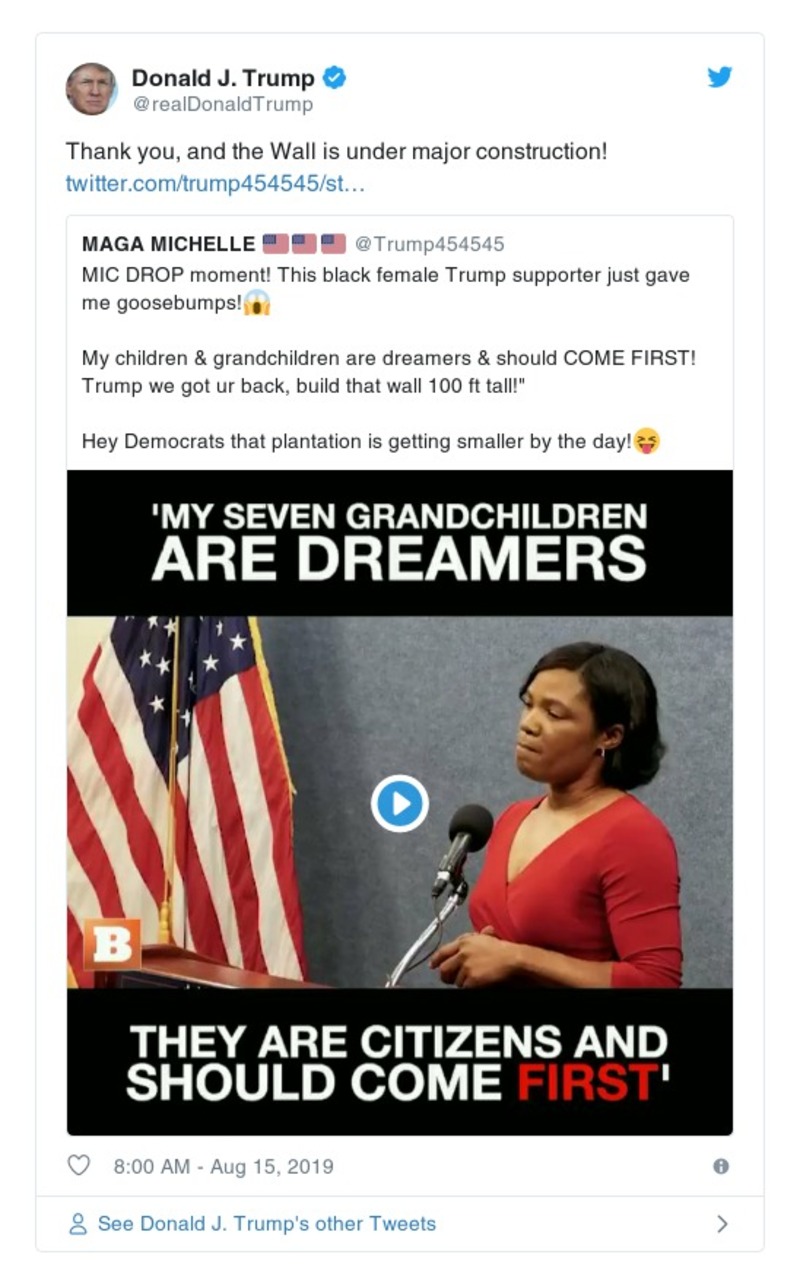 Donald J. Trump
@realDonaldTrump
Thank you, and the Wall is under major construction!
twitter.com/trump454545/st…
MAGA MICHELLE 🇺🇸🇺🇸🇺🇸 @Trump454545
MIC DROP moment! This black female Trump supporter just gave
me goosebumps!😱
My children & grandchildren are dreamers & should COME FIRST!
Trump we got ur back, build that wall 100 ft tall!"
Hey Democrats that plantation is getting smaller by the day!😝
'MY SEVEN GRANDCHILDREN
ARE DREAMERS
B
THEY ARE CITIZENS AND
SHOULD COME FIRST'
8:00 AM - Aug 15, 2019
See Donald J. Trump's other Tweets